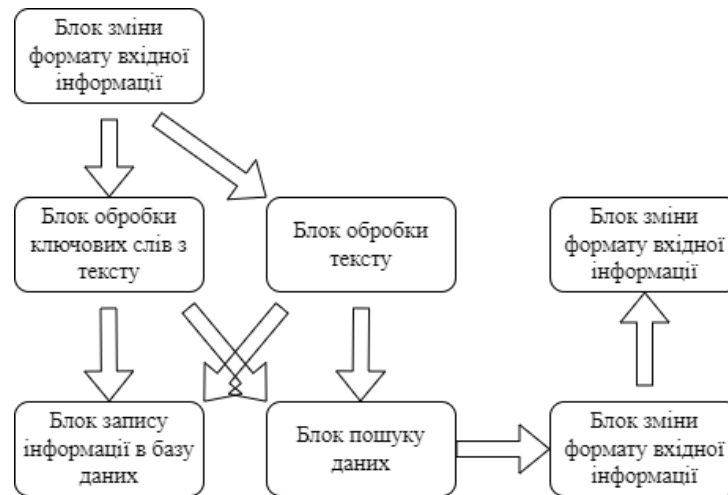 Блок зміни
формату вхідної
інформації
Блок обробки
ключових слів з
тексту
Блок обробки
тексту
Блок зміни
формату вхідної
інформації
Блок запису
інформації в базу
даних
Блок пошуку
даних
Блок зміни
формату вхідної
інформації